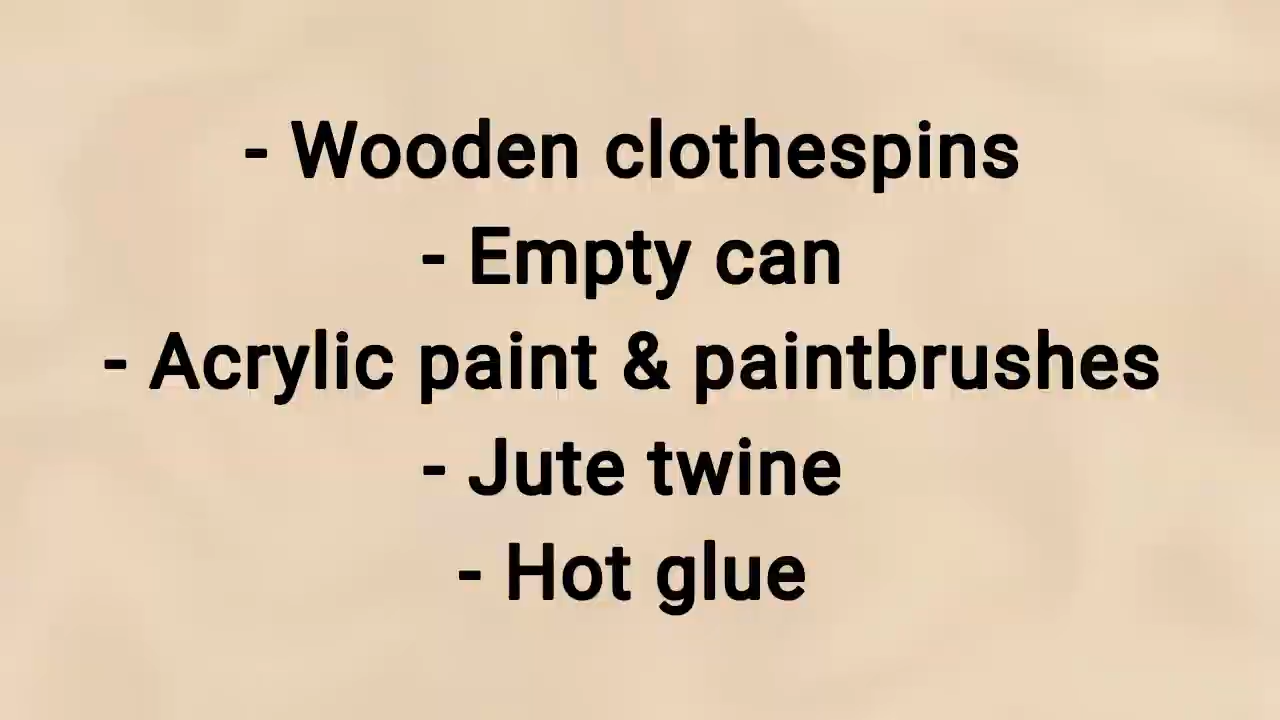 - Wooden clothespins
- Empty can
- Acrylic paint & paintbrushes
- Jute twine
- Hot glue